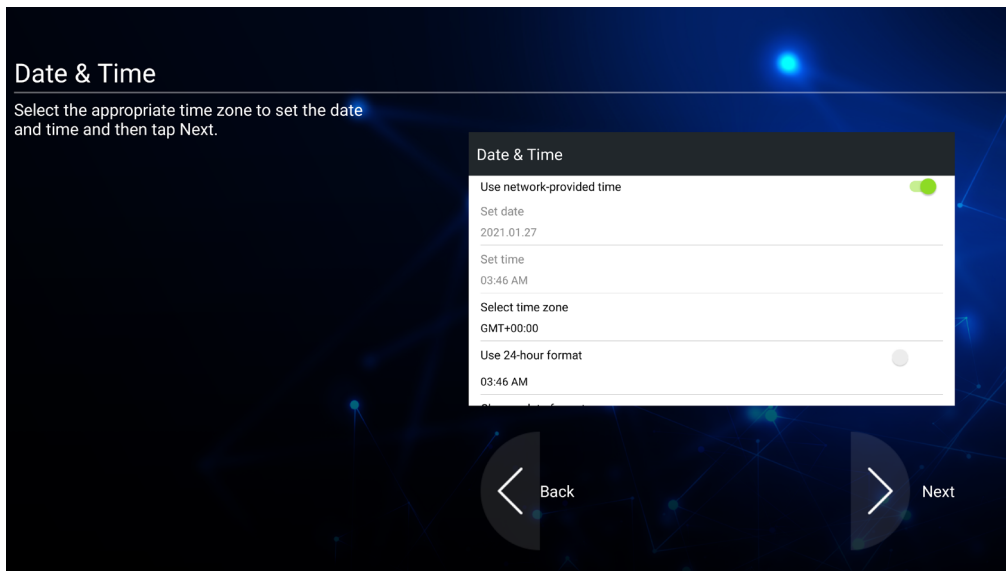 Date & Time
Select the appropriate time zone to set the date
and time and then tap Next.
Date & Time
Use network-provided time
Set date
2021.01.27
Set time
03:46 AM
Select time zone
GMT+00:00
Use 24-hour format
03:46 AM
Back
Next